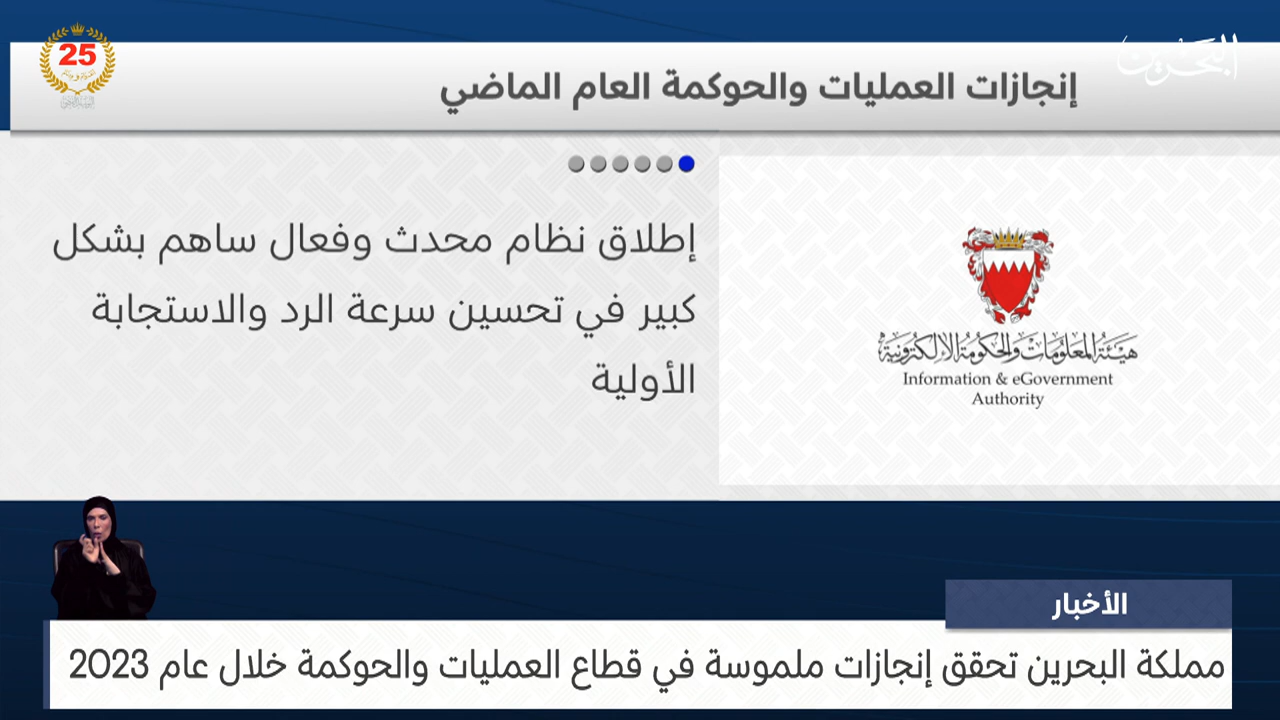 البحرين
25
إنجازات العمليات والحوكمة العام الماضي
إطلاق نظام محدث وفعال ساهم بشكل
كبير في تحسين سرعة الرد والاستجابة
الأولية
هيئة المعلومات والحكومة الإلكترونية
Information & eGovernment
Authority
الأخبار
مملكة البحرين تحقق إنجازات ملموسة في قطاع العمليات والحوكمة خلال عام 2023